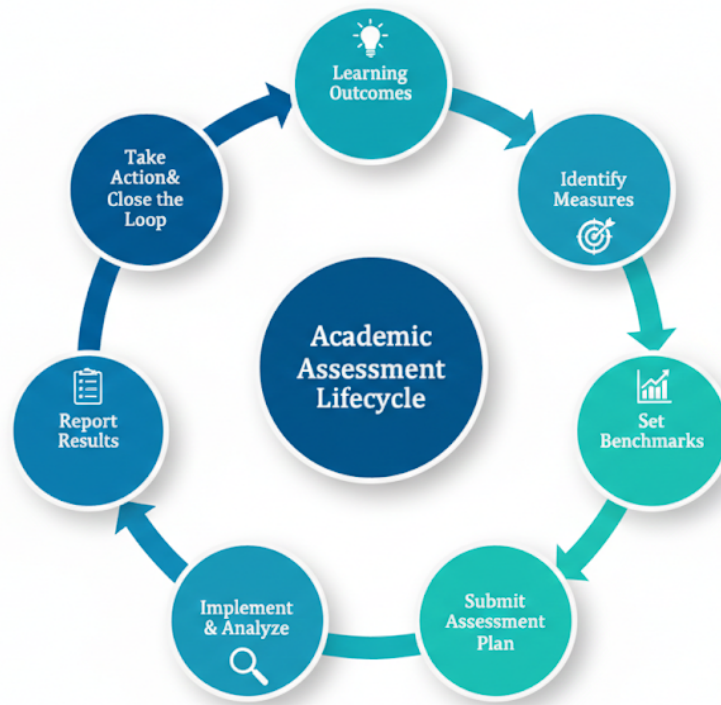 Learning
Outcomes
Identify
Measures
Set
Benchmarks
Submit
Assessment
Plan
Implement
& Analyze
Report
Results
Take
Action&
Close the
Loop
Academic
Assessment
Lifecycle